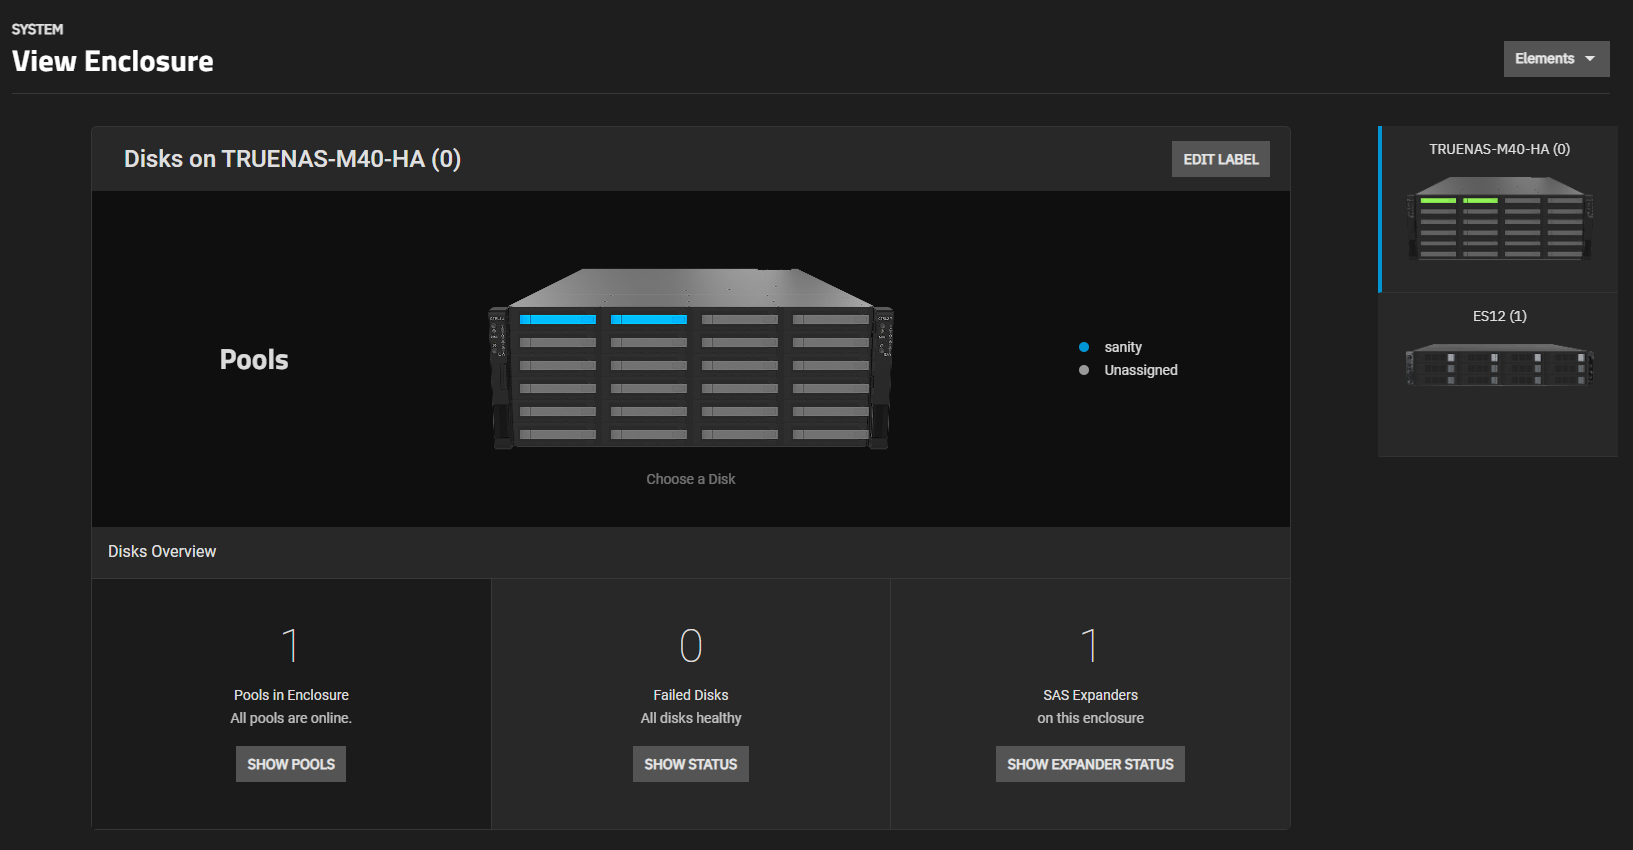 SYSTEM
View Enclosure
Elements
Disks on TRUENAS-M40-HA (0)
EDIT LABEL
TRUENAS-M40-HA (0)
ES12 (1)
Pools
sanity
Unassigned
Choose a Disk
Disks Overview
1
Pools in Enclosure
All pools are online.
SHOW POOLS
0
Failed Disks
All disks healthy
SHOW STATUS
1
SAS Expanders
on this enclosure
SHOW EXPANDER STATUS